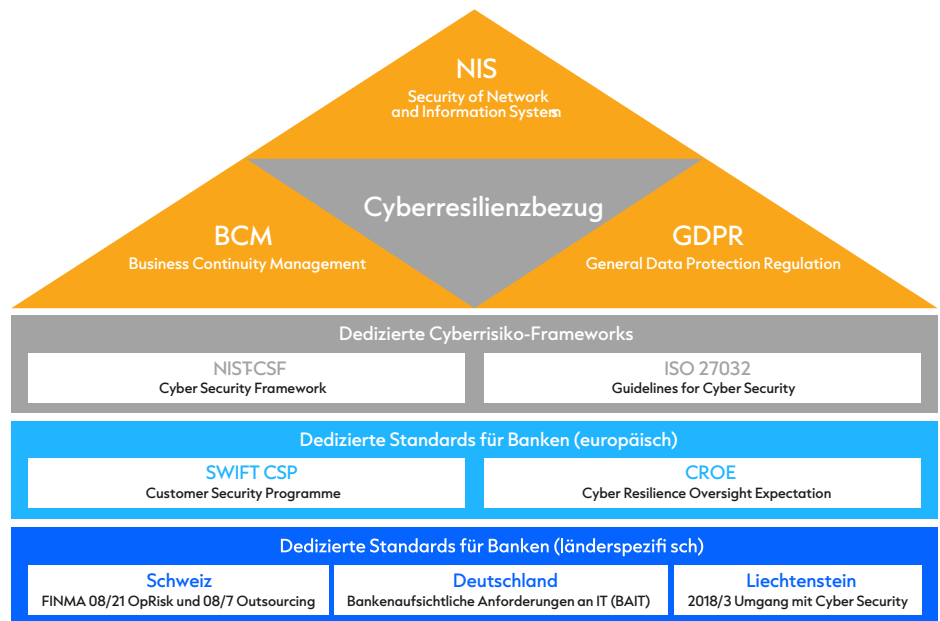 NIS
Security of Network
and Information Systems
Cyberresilienzbezug
BCM
Business Continuity Management
GDPR
General Data Protection Regulation
Dedizierte Cyberrisiko-Frameworks
NIST-CSF
Cyber Security Framework
ISO 27032
Guidelines for Cyber Security
Dedizierte Standards für Banken (europäisch)
SWIFT CSP
Customer Security Programme
CROE
Cyber Resilience Oversight Expectation
Dedizierte Standards für Banken (länderspezifi sch)
Schweiz
FINMA 08/21 OpRisk und 08/7 Outsourcing
Deutschland
Bankenaufsichtliche Anforderungen an IT (BAIT)
Liechtenstein
2018/3 Umgang mit Cyber Security